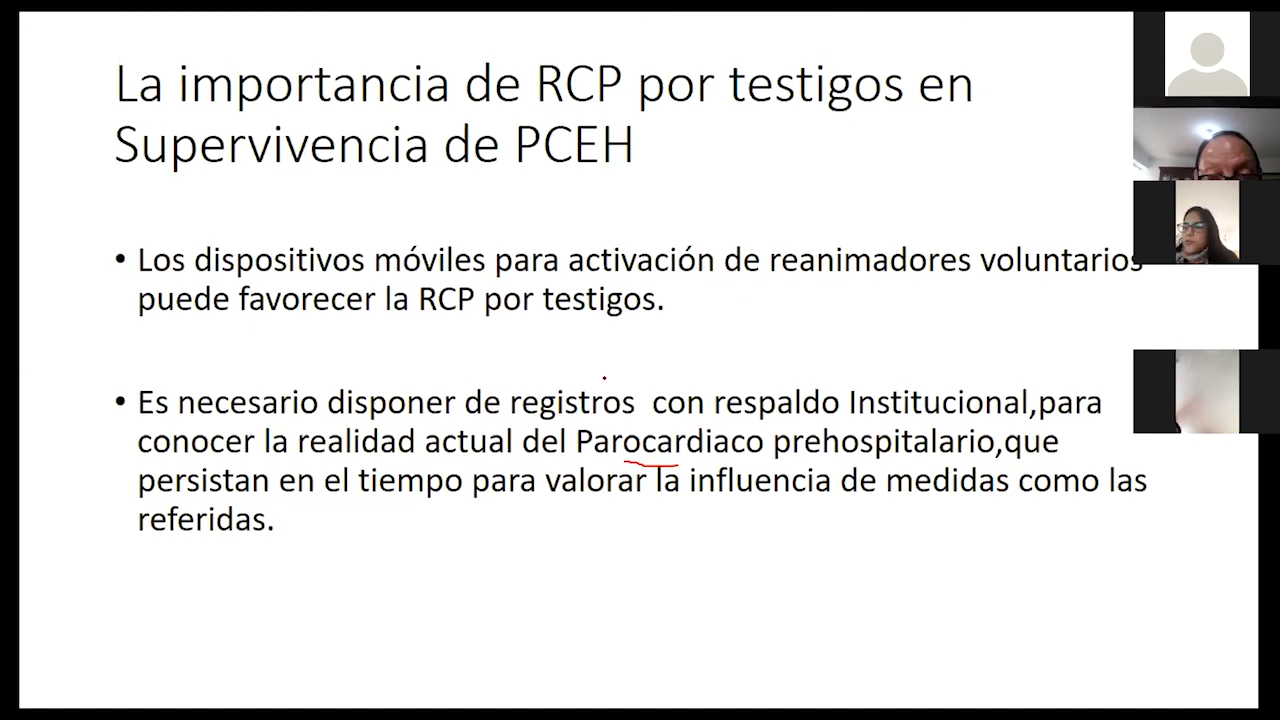 La importancia de RCP por testigos en
Supervivencia de PCEH
• Los dispositivos móviles para activación de reanimadores voluntarios
puede favorecer la RCP por testigos.
• Es necesario disponer de registros  con respaldo Institucional,para
conocer la realidad actual del Parocardiaco prehospitalario,que
persistan en el tiempo para valorar la influencia de medidas como las
referidas.